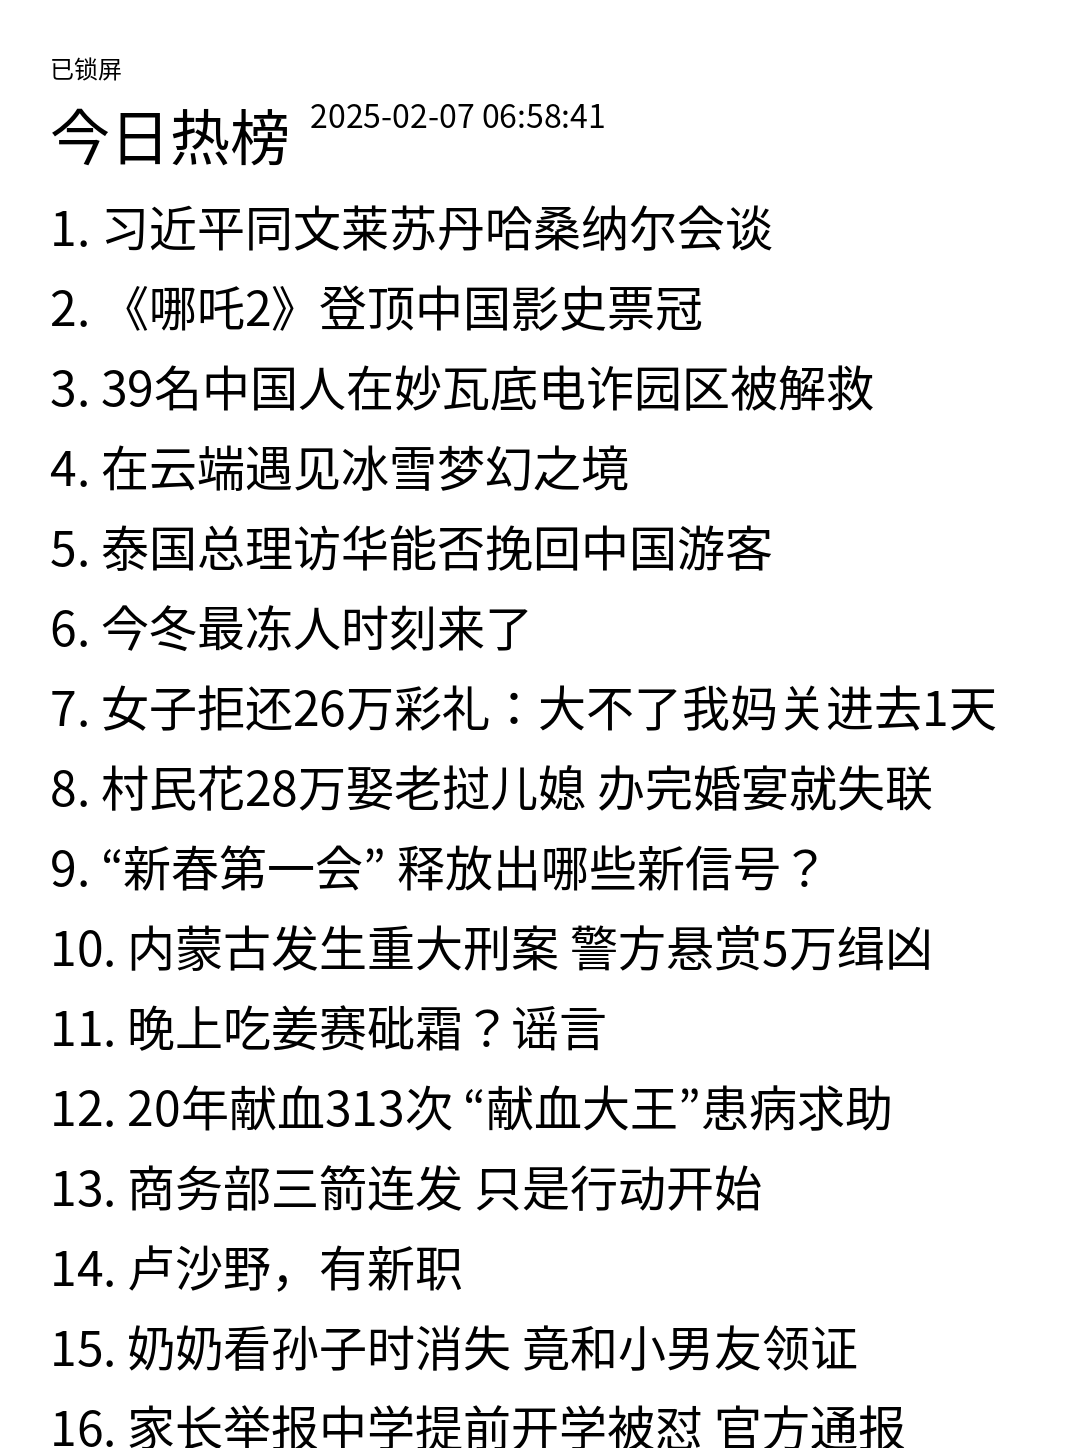 已锁屏
今日热榜 2025-02-07 06:58:41
1. 习近平同文莱苏丹哈桑纳尔会谈
2. 《哪吒2》登顶中国影史票冠
3. 39名中国人在妙瓦底电诈园区被解救
4. 在云端遇见冰雪梦幻之境
5. 泰国总理访华能否挽回中国游客
6. 今冬最冻人时刻来了
7. 女子拒还26万彩礼：大不了我妈关进去1天
8. 村民花28万娶老挝儿媳 办完婚宴就失联
9. “新春第一会” 释放出哪些新信号？
10. 内蒙古发生重大刑案 警方悬赏5万缉凶
11. 晚上吃姜赛砒霜？谣言
12. 20年献血313次 “献血大王”患病求助
13. 商务部三箭连发 只是行动开始
14. 卢沙野，有新职
15. 奶奶看孙子时消失 竟和小男友领证
16. 家长举报中学提前开学被怼 官方通报